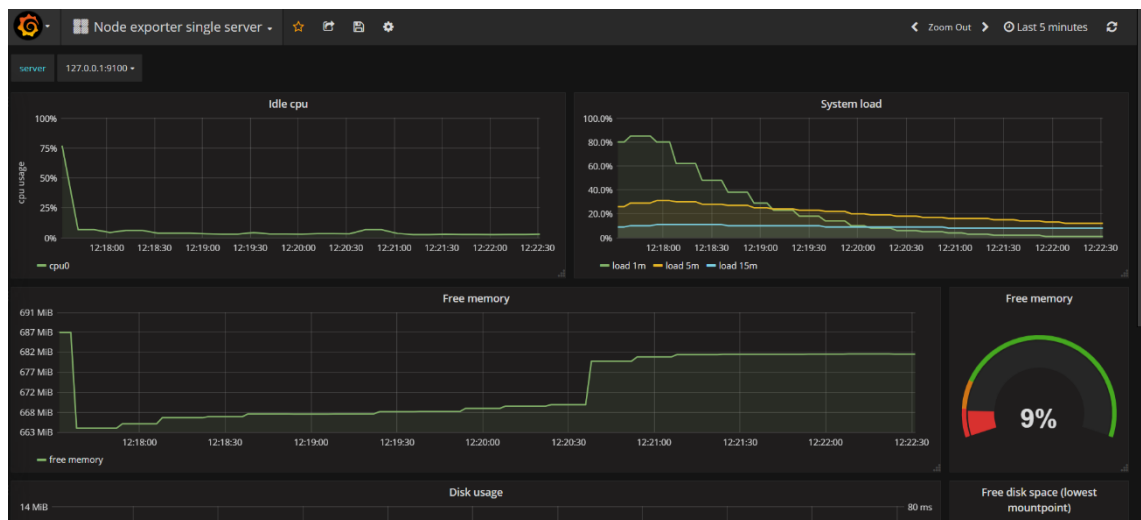 Node exporter single server
Zoom Out
Last 5 minutes
server
127.0.0.1:9100
Idle cpu
100%
75%
50%
25%
0%
cpu usage
12:18:00 12:18:30 12:19:00 12:19:30 12:20:00 12:20:30 12:21:00 12:21:30 12:22:00 12:22:30
cpu0
System load
100.0%
80.0%
60.0%
40.0%
20.0%
0%
12:18:00 12:18:30 12:19:00 12:19:30 12:20:00 12:20:30 12:21:00 12:21:30 12:22:00 12:22:30
load 1m load 5m load 15m
Free memory
691 MiB
687 MiB
682 MiB
677 MiB
672 MiB
668 MiB
663 MiB
12:18:00 12:18:30 12:19:00 12:19:30 12:20:00 12:20:30 12:21:00 12:21:30 12:22:00 12:22:30
free memory
Free memory
9%
Disk usage
14 MiB
80 ms
Free disk space (lowest
mountpoint)